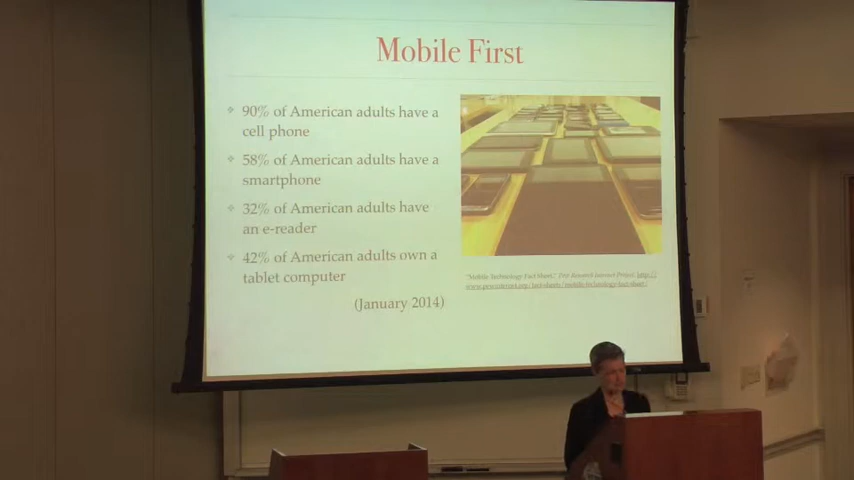 Mobile First
90% of American adults have a
cell phone
58% of American adults have a
smartphone
32% of American adults have
an e-reader
42% of American adults own a
tablet computer
(January 2014)
"Mobile Technology Fact Sheet," Pew Research Internet Project. http://
www.pewinternet.org/fact-sheets/mobile-technology-fact-sheet/